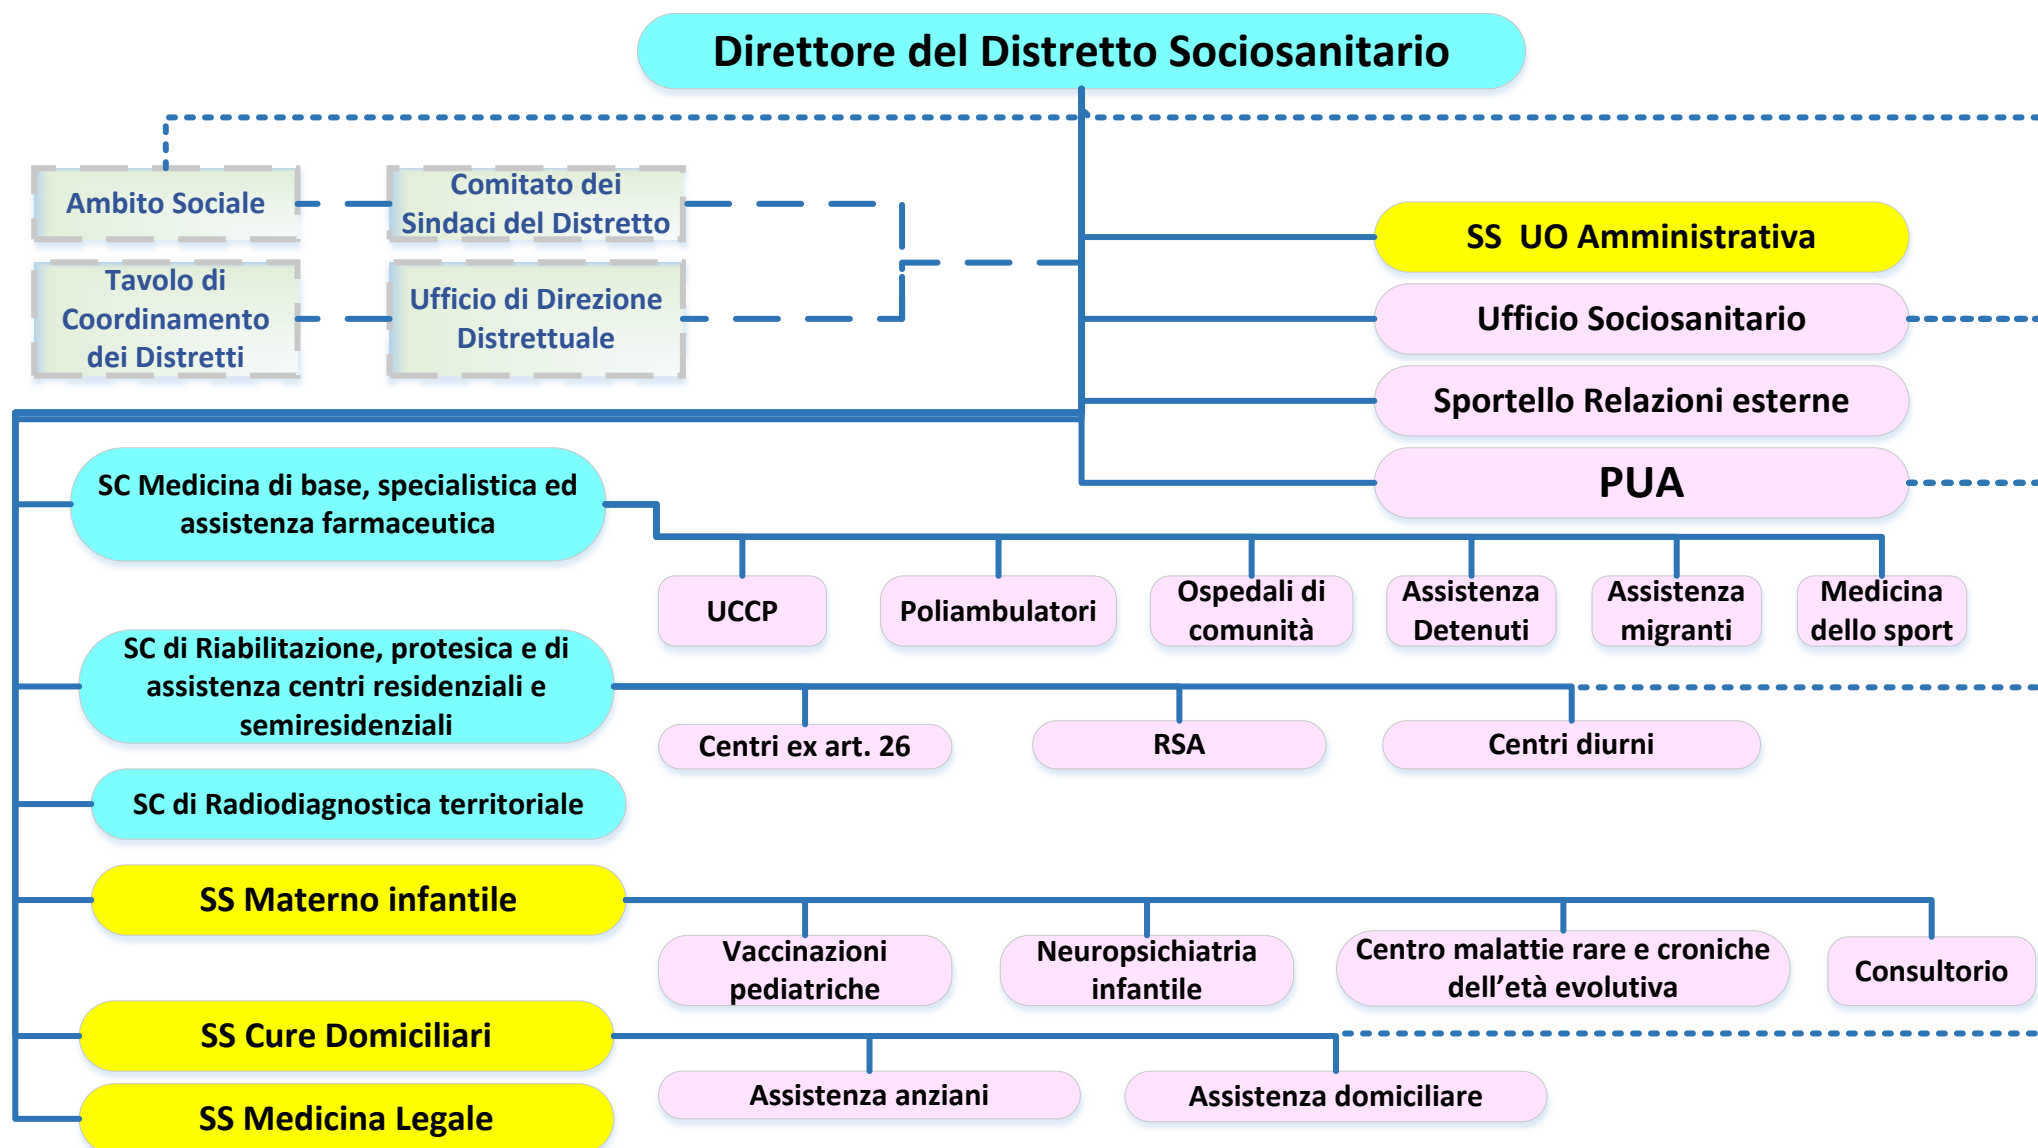 Direttore del Distretto Sociosanitario
Ambito Sociale
Comitato dei
Sindaci del Distretto
Tavolo di
Coordinamento
dei Distretti
Ufficio di Direzione
Distrettuale
SS UO Amministrativa
Ufficio Sociosanitario
Sportello Relazioni esterne
PUA
SC Medicina di base, specialistica ed
assistenza farmaceutica
UCCP
Poliambulatori
Ospedali di
comunità
Assistenza
Detenuti
Assistenza
migranti
Medicina
dello sport
SC di Riabilitazione, protesica e di
assistenza centri residenziali e
semiresidenziali
Centri ex art. 26
RSA
Centri diurni
SC di Radiodiagnostica territoriale
SS Materno infantile
Vaccinazioni
pediatriche
Neuropsichiatria
infantile
Centro malattie rare e croniche
dell’età evolutiva
Consultorio
SS Cure Domiciliari
Assistenza anziani
Assistenza domiciliare
SS Medicina Legale